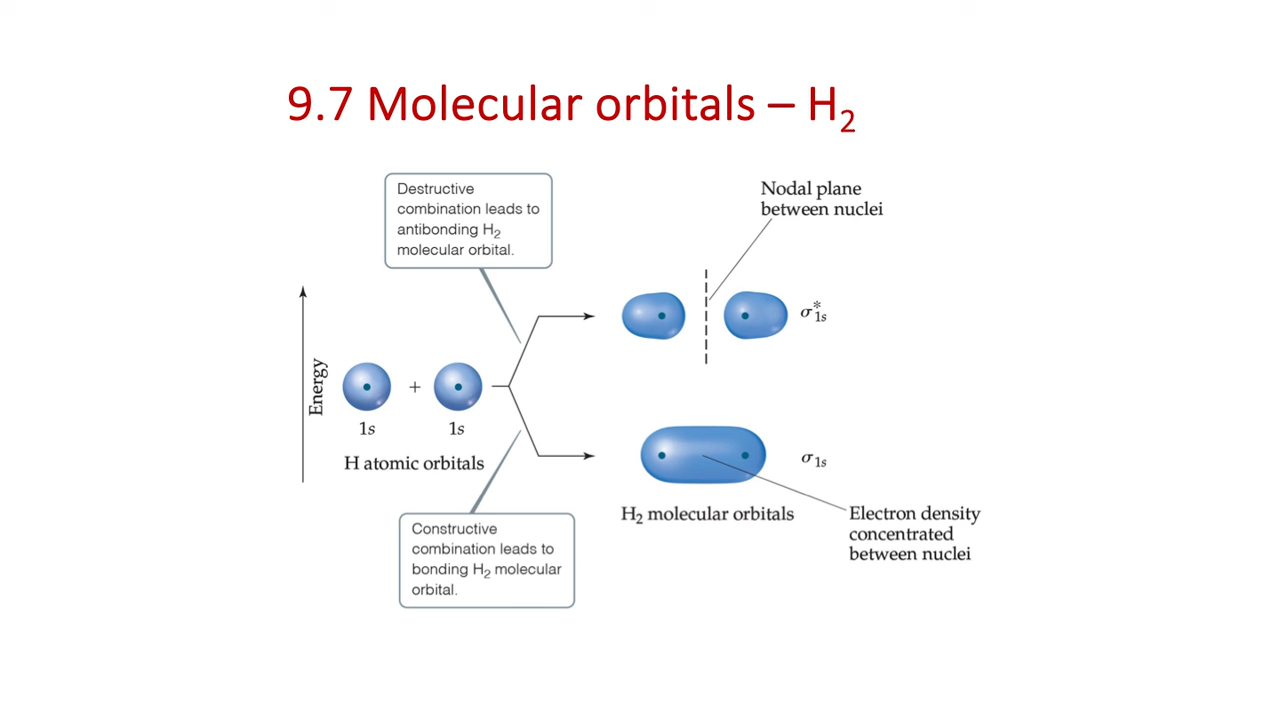 9.7 Molecular orbitals – H₂
Destructive
combination leads to
antibonding H₂
molecular orbital.
Nodal plane
between nuclei
σ*1s
Energy
+
1s
1s
H atomic orbitals
σ1s
H₂ molecular orbitals
Electron density
concentrated
between nuclei
Constructive
combination leads to
bonding H₂ molecular
orbital.